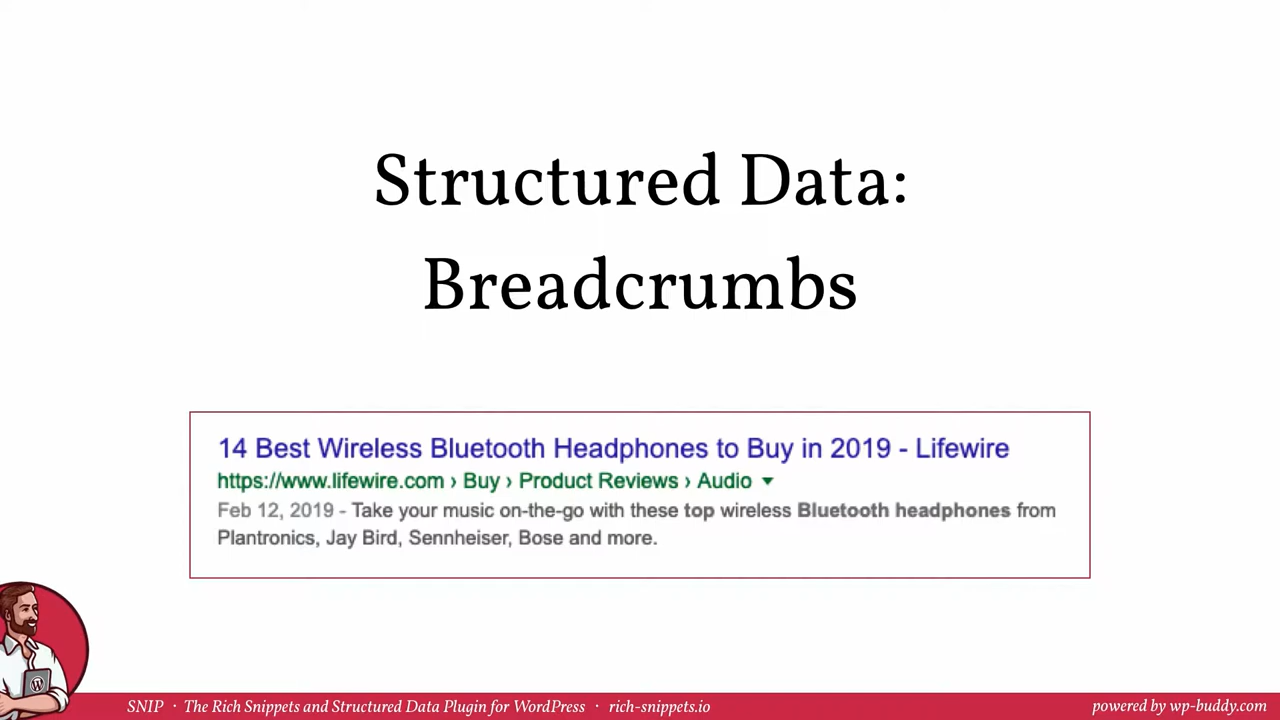 Structured Data:
Breadcrumbs
14 Best Wireless Bluetooth Headphones to Buy in 2019 - Lifewire
https://www.lifewire.com › Buy › Product Reviews › Audio ▼
Feb 12, 2019 - Take your music on-the-go with these top wireless Bluetooth headphones from
Plantronics, Jay Bird, Sennheiser, Bose and more.
SNIP · The Rich Snippets and Structured Data Plugin for WordPress · rich-snippets.io
powered by wp-buddy.com